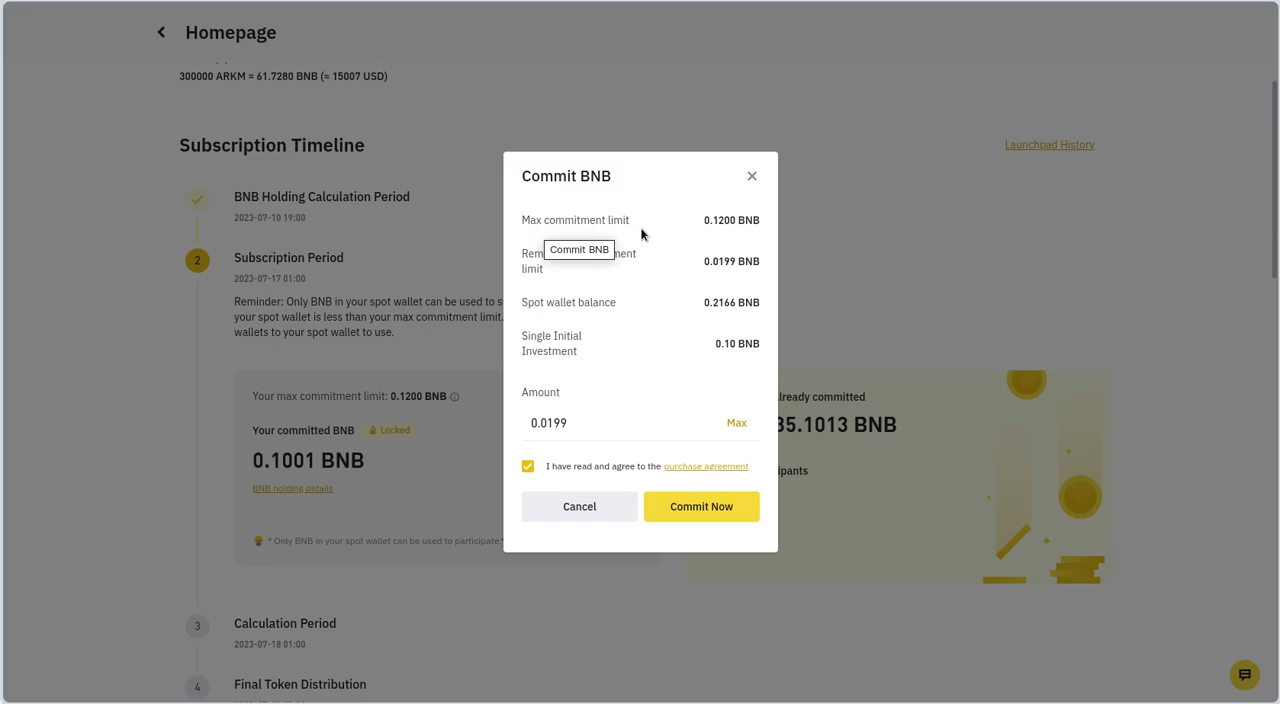 Homepage
300000 ARKM = 61.7280 BNB (≈ 15007 USD)
Subscription Timeline
Launchpad History
BNB Holding Calculation Period
2023-07-10 19:00
2
Subscription Period
2023-07-17 01:00
Reminder: Only BNB in your spot wallet can be used to s
your spot wallet is less than your max commitment limit.
wallets to your spot wallet to use.
Your max commitment limit: 0.1200 BNB
Your committed BNB
Locked
0.1001 BNB
BNB holding details
* Only BNB in your spot wallet can be used to participate.*
lready committed
35.1013 BNB
ipants
3
Calculation Period
2023-07-18 01:00
4
Final Token Distribution
Commit BNB
Max commitment limit
0.1200 BNB
Commit BNB
Rem ment
limit
0.0199 BNB
Spot wallet balance
0.2166 BNB
Single Initial
Investment
0.10 BNB
Amount
0.0199
Max
I have read and agree to the purchase agreement
Cancel
Commit Now